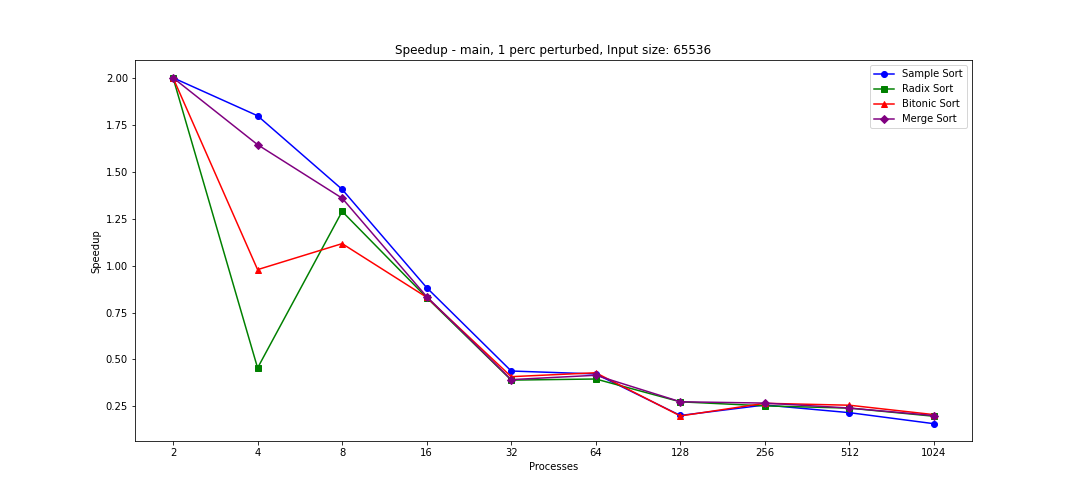 Speedup - main, 1 perc perturbed, Input size: 65536
Sample Sort
Radix Sort
Bitonic Sort
Merge Sort
Speedup
2.00
1.75
1.50
1.25
1.00
0.75
0.50
0.25
2 4 8 16 32 64 128 256 512 1024
Processes